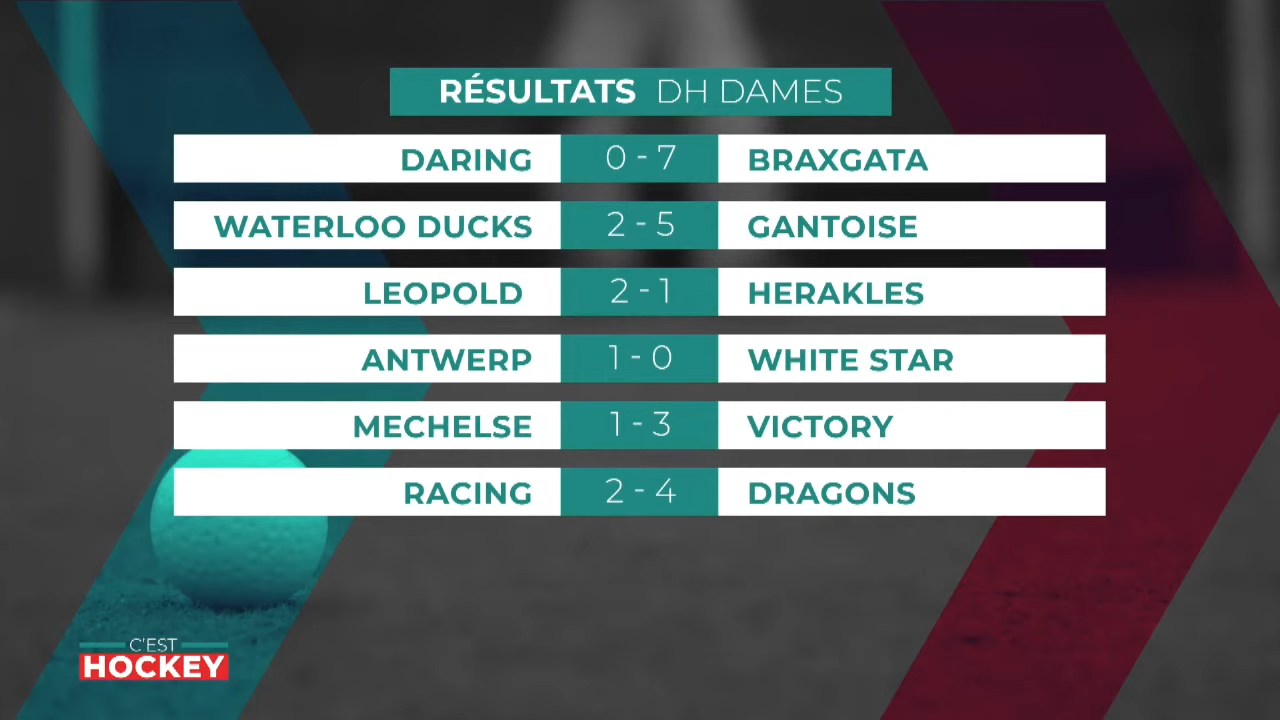 RÉSULTATS DH DAMES
DARING 0 - 7 BRAXGATA
WATERLOO DUCKS 2 - 5 GANTOISE
LEOPOLD 2 - 1 HERAKLES
ANTWERP 1 - 0 WHITE STAR
MECHELSE 1 - 3 VICTORY
RACING 2 - 4 DRAGONS
C'EST
HOCKEY